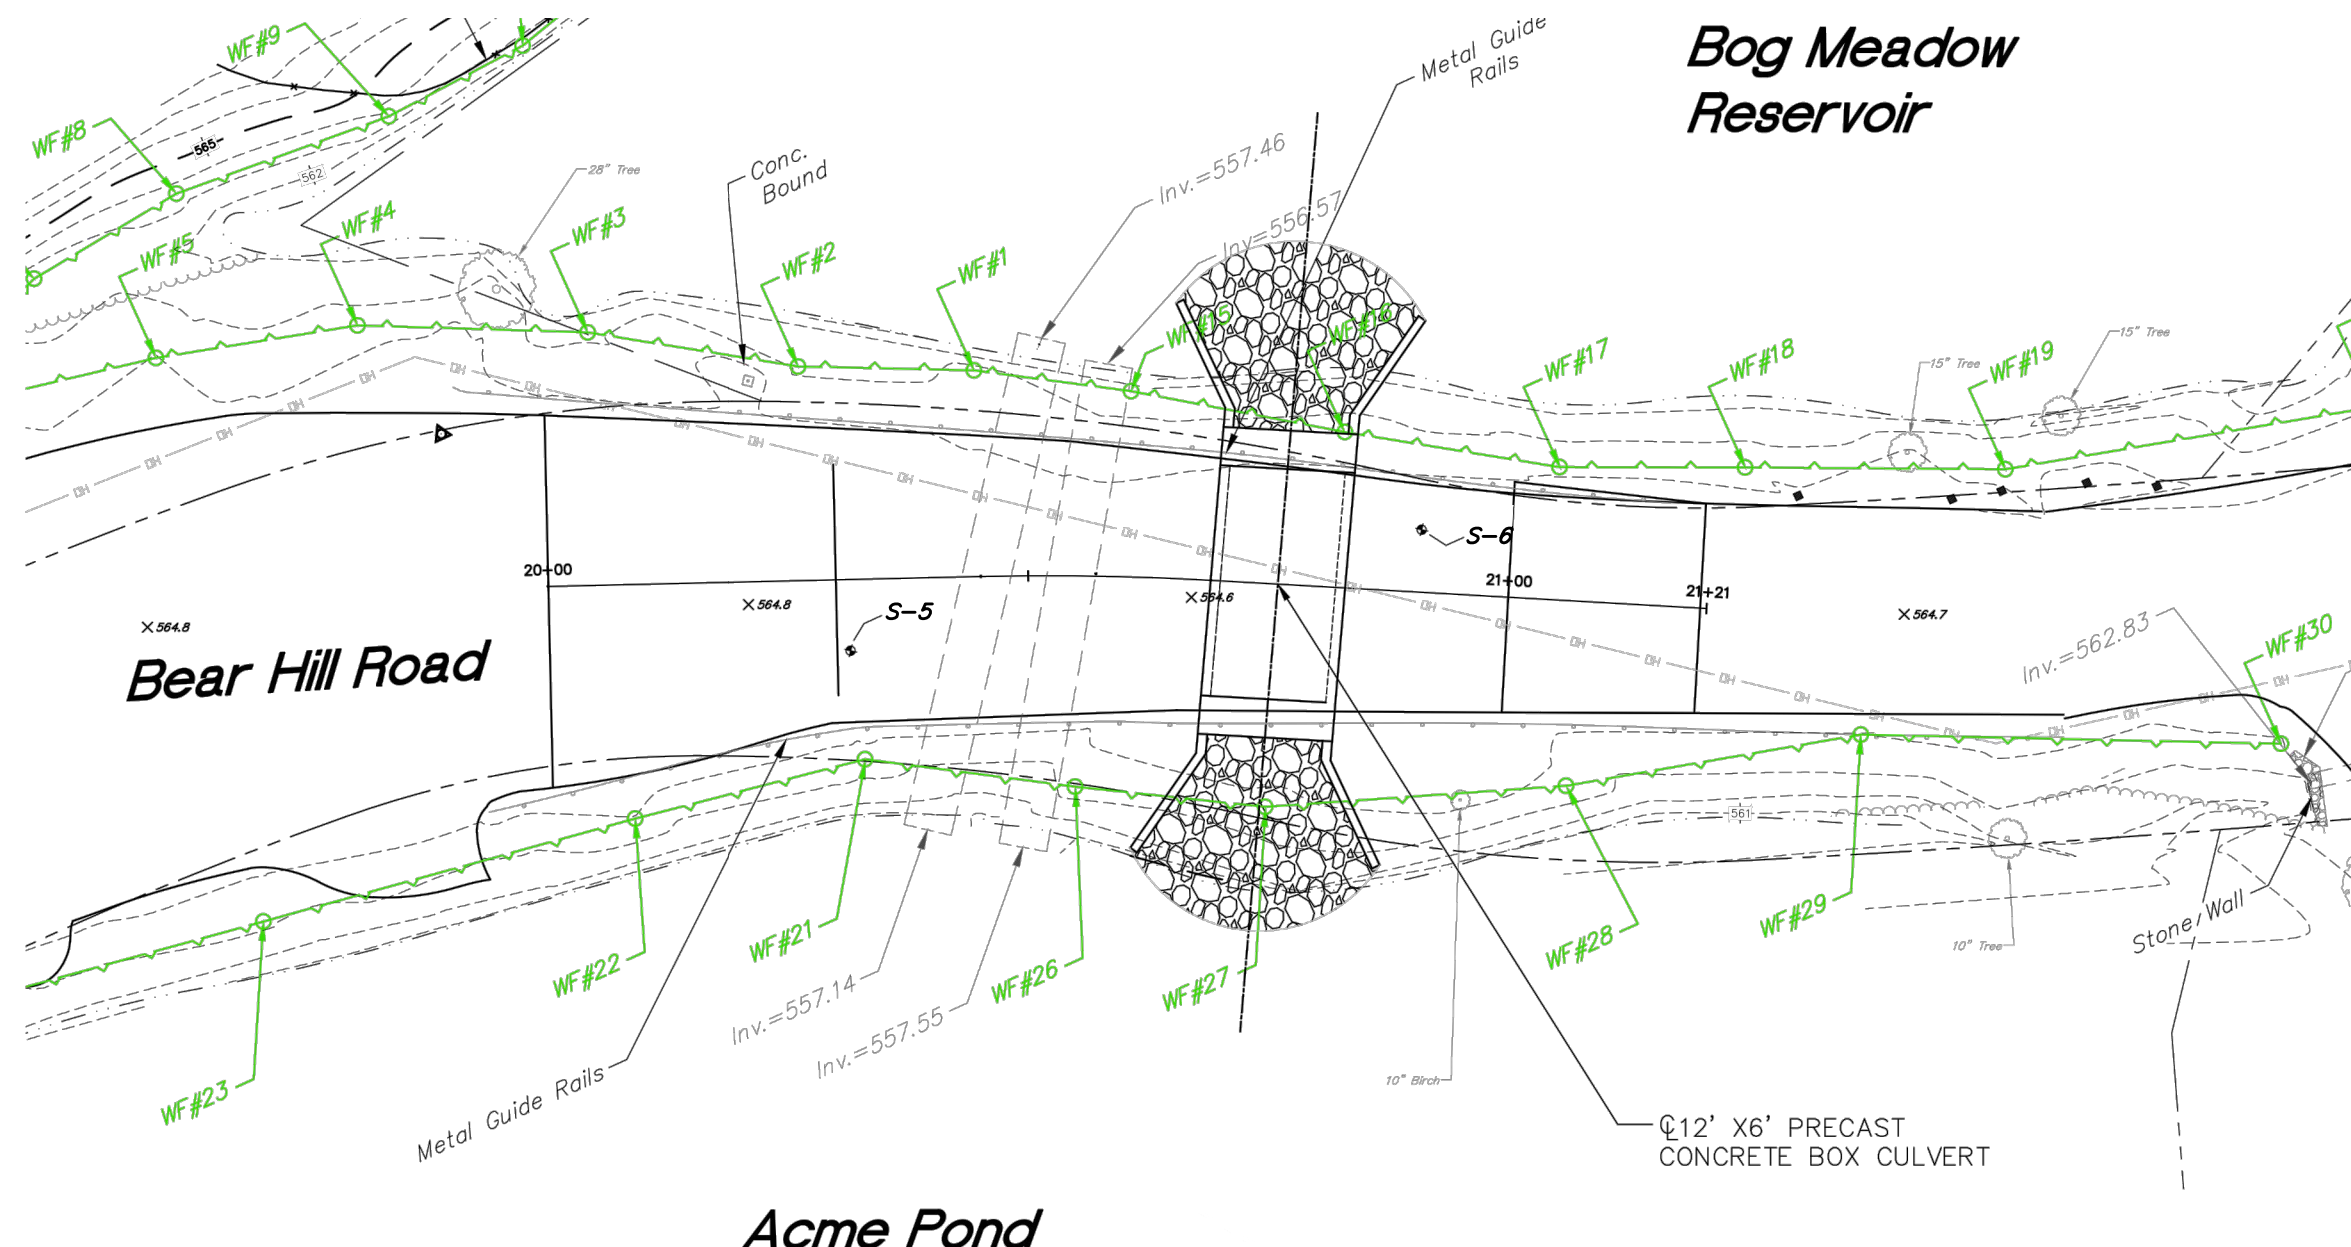 Bog Meadow
Reservoir
Metal Guide
Rails
WF#9
WF#8
565
562
28" Tree
Conc.
Bound
Inv.=557.46
Inv=556.57
WF#5
WF#4
WF#3
WF#2
WF#1
WF#15
WF#16
WF#17
WF#18
WF#19
15" Tree
15" Tree
OH
S-6
20+00
21+00
21+21
564.8
564.8
564.6
564.7
S-5
Bear Hill Road
Inv.=562.83
WF#30
561
WF#23
WF#22
WF#21
WF#26
WF#27
WF#28
WF#29
Inv.=557.14
Inv.=557.55
Metal Guide Rails
10" Birch
10" Tree
Stone Wall
℄12' X6' PRECAST
CONCRETE BOX CULVERT
Acme Pond